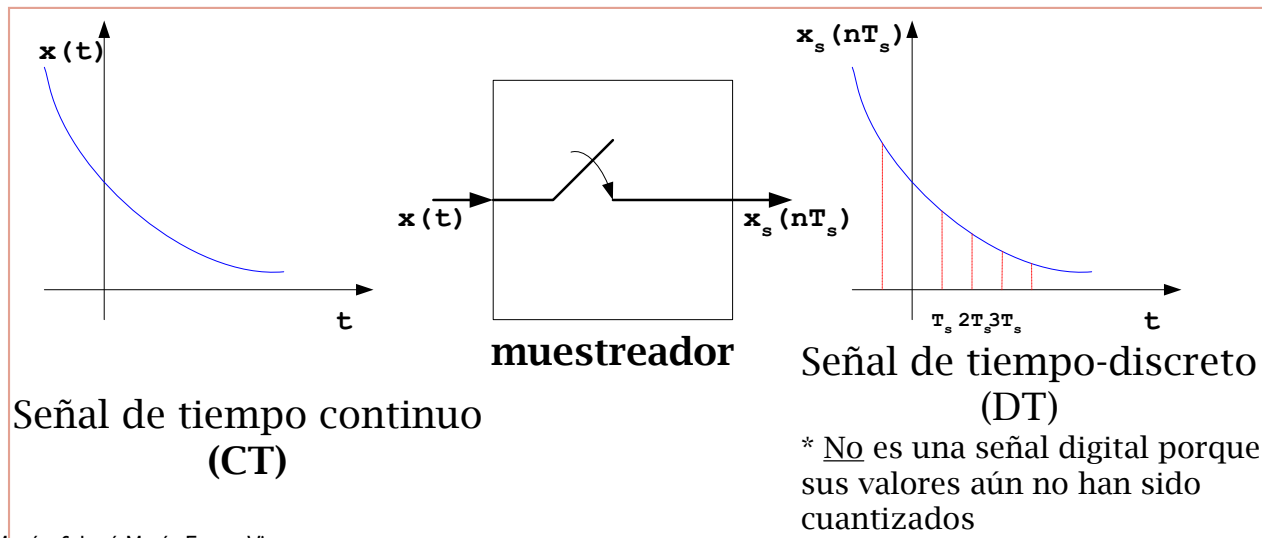 x(t)
t
Señal de tiempo continuo
(CT)
x(t)
x_s(nT_s)
muestreador
x_s(nT_s)
T_s 2T_s 3T_s
t
Señal de tiempo-discreto
(DT)
* No es una señal digital porque
sus valores aún no han sido
cuantizados